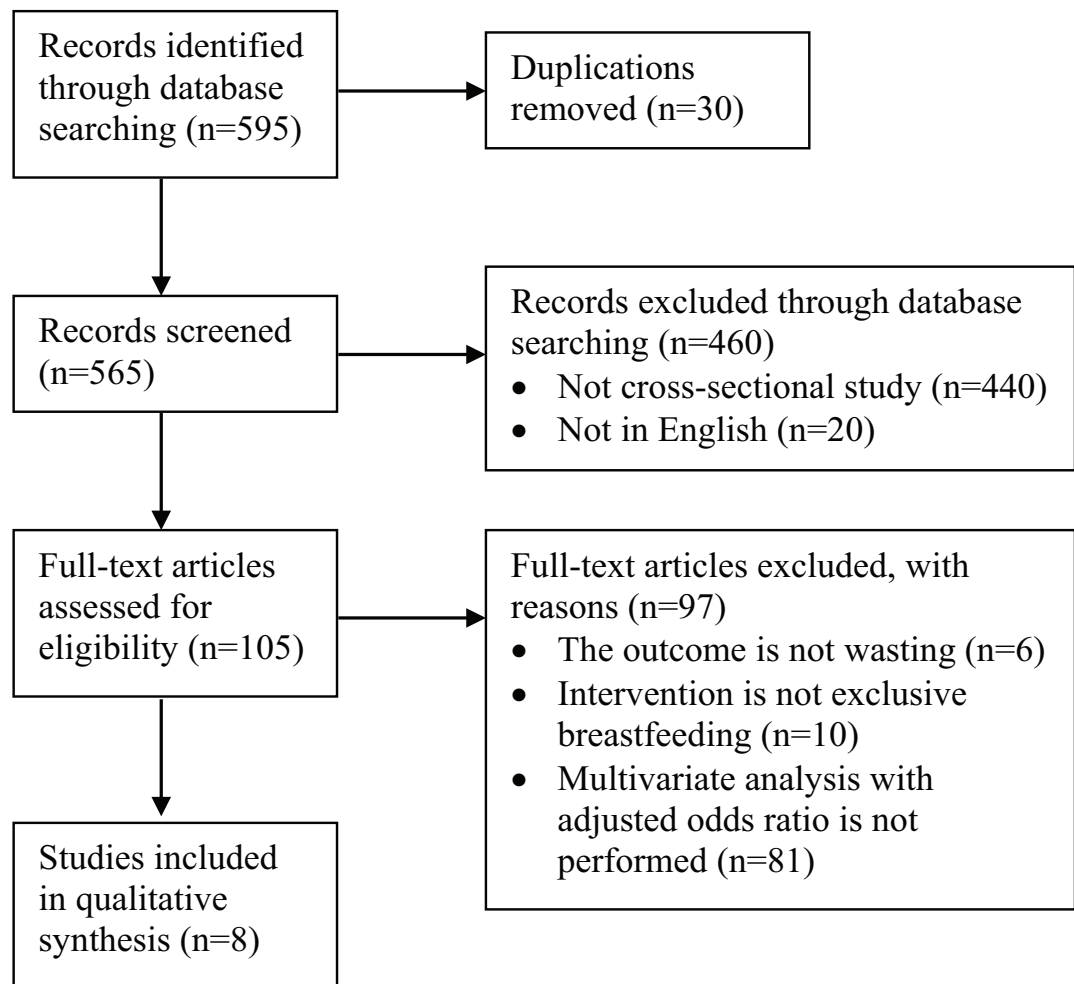 Records identified
through database
searching (n=595)
Duplications
removed (n=30)
Records screened
(n=565)
Records excluded through database
searching (n=460)
• Not cross-sectional study (n=440)
• Not in English (n=20)
Full-text articles
assessed for
eligibility (n=105)
Full-text articles excluded, with
reasons (n=97)
• The outcome is not wasting (n=6)
• Intervention is not exclusive
breastfeeding (n=10)
• Multivariate analysis with
adjusted odds ratio is not
performed (n=81)
Studies included
in qualitative
synthesis (n=8)